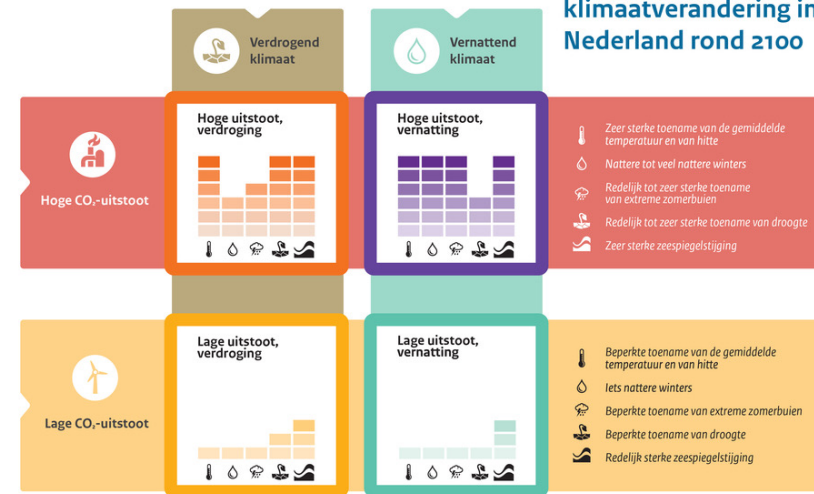 klimaatverandering in
Nederland rond 2100
Verdrogend
klimaat
Vernattend
klimaat
Hoge CO₂-uitstoot
Hoge uitstoot,
verdroging
Hoge uitstoot,
vernatting
Zeer sterke toename van de gemiddelde
temperatuur en van hitte
Nattere tot veel nattere winters
Redelijk tot zeer sterke toename
van extreme zomerbuien
Redelijk tot zeer sterke toename van droogte
Zeer sterke zeespiegelstijging
Lage CO₂-uitstoot
Lage uitstoot,
verdroging
Lage uitstoot,
vernatting
Beperkte toename van de gemiddelde
temperatuur en van hitte
Iets nattere winters
Beperkte toename van extreme zomerbuien
Beperkte toename van droogte
Redelijk sterke zeespiegelstijging